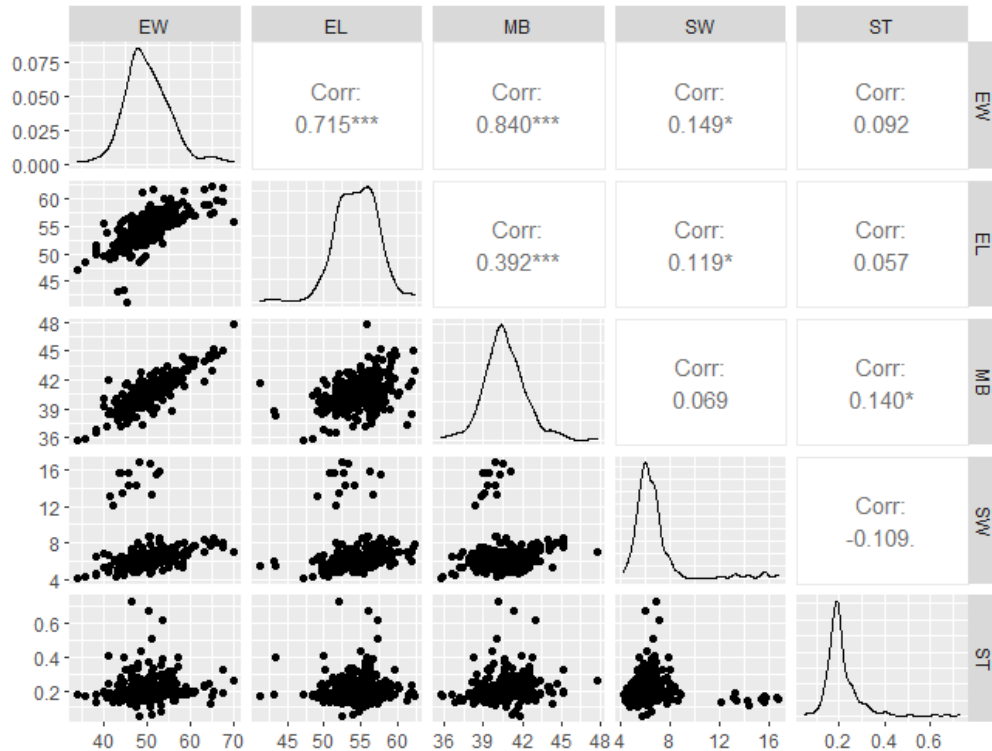 EW EL MB SW ST
0.075
0.050
0.025
0.000
Corr:
0.715***
Corr:
0.840***
Corr:
0.149*
Corr:
0.092
EW
60
55
50
45
Corr:
0.392***
Corr:
0.119*
Corr:
0.057
EL
48
45
42
39
36
Corr:
0.069
Corr:
0.140*
MB
16
12
8
4
Corr:
-0.109.
SW
0.6
0.4
0.2
ST
40 50 60 70 45 50 55 60 36 39 42 45 48 4 8 12 16 0.2 0.4 0.6